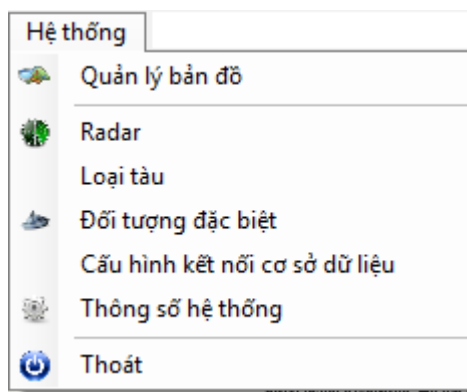 Hệ thống
Quản lý bản đồ
Radar
Loại tàu
Đối tượng đặc biệt
Cấu hình kết nối cơ sở dữ liệu
Thông số hệ thống
Thoát